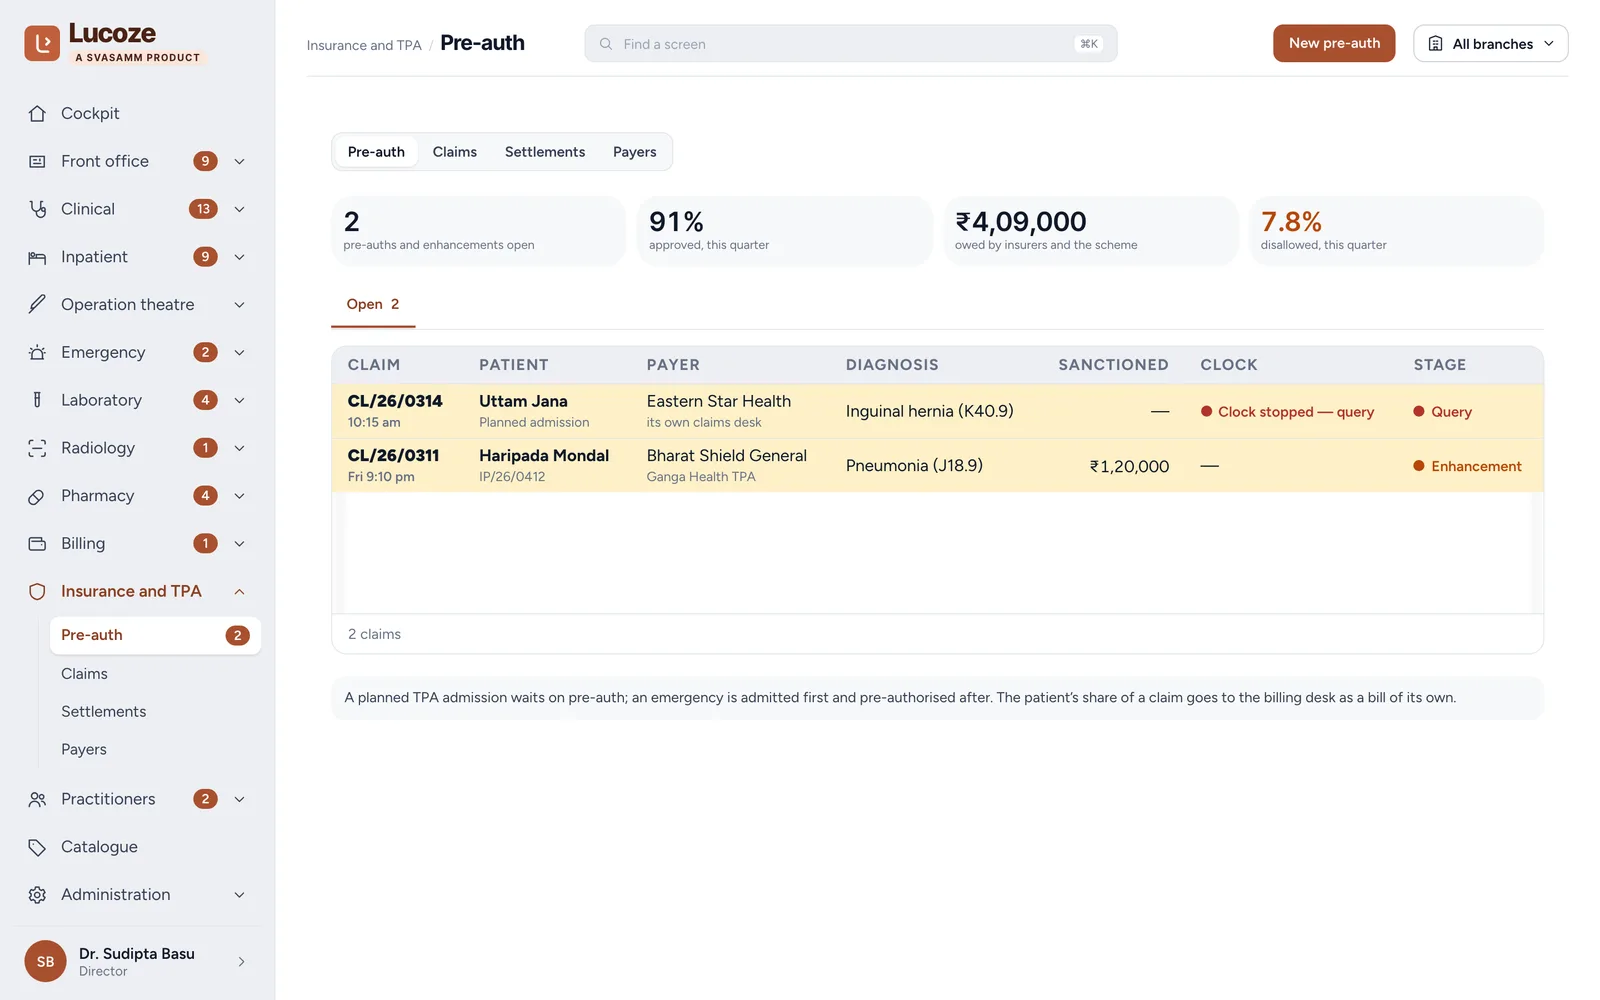 Lucoze
A SVASAMM PRODUCT
Insurance and TPA / Pre-auth
Find a screen
⌘K
New pre-auth
All branches
Cockpit
Front office 9
Clinical 13
Inpatient 9
Operation theatre
Emergency 2
Laboratory 4
Radiology 1
Pharmacy 4
Billing 1
Insurance and TPA
Pre-auth 2
Claims
Settlements
Payers
Practitioners 2
Catalogue
Administration
SB
Dr. Sudipta Basu
Director
Pre-auth Claims Settlements Payers
2
pre-auths and enhancements open
91%
approved, this quarter
₹4,09,000
owed by insurers and the scheme
7.8%
disallowed, this quarter
Open 2
CLAIM PATIENT PAYER DIAGNOSIS SANCTIONED CLOCK STAGE
CL/26/0314 Uttam Jana Eastern Star Health Inguinal hernia (K40.9) — Clock stopped — query Query
10:15 am Planned admission its own claims desk
CL/26/0311 Haripada Mondal Bharat Shield General Pneumonia (J18.9) ₹1,20,000 — Enhancement
Fri 9:10 pm IP/26/0412 Ganga Health TPA
2 claims
A planned TPA admission waits on pre-auth; an emergency is admitted first and pre-authorised after. The patient’s share of a claim goes to the billing desk as a bill of its own.